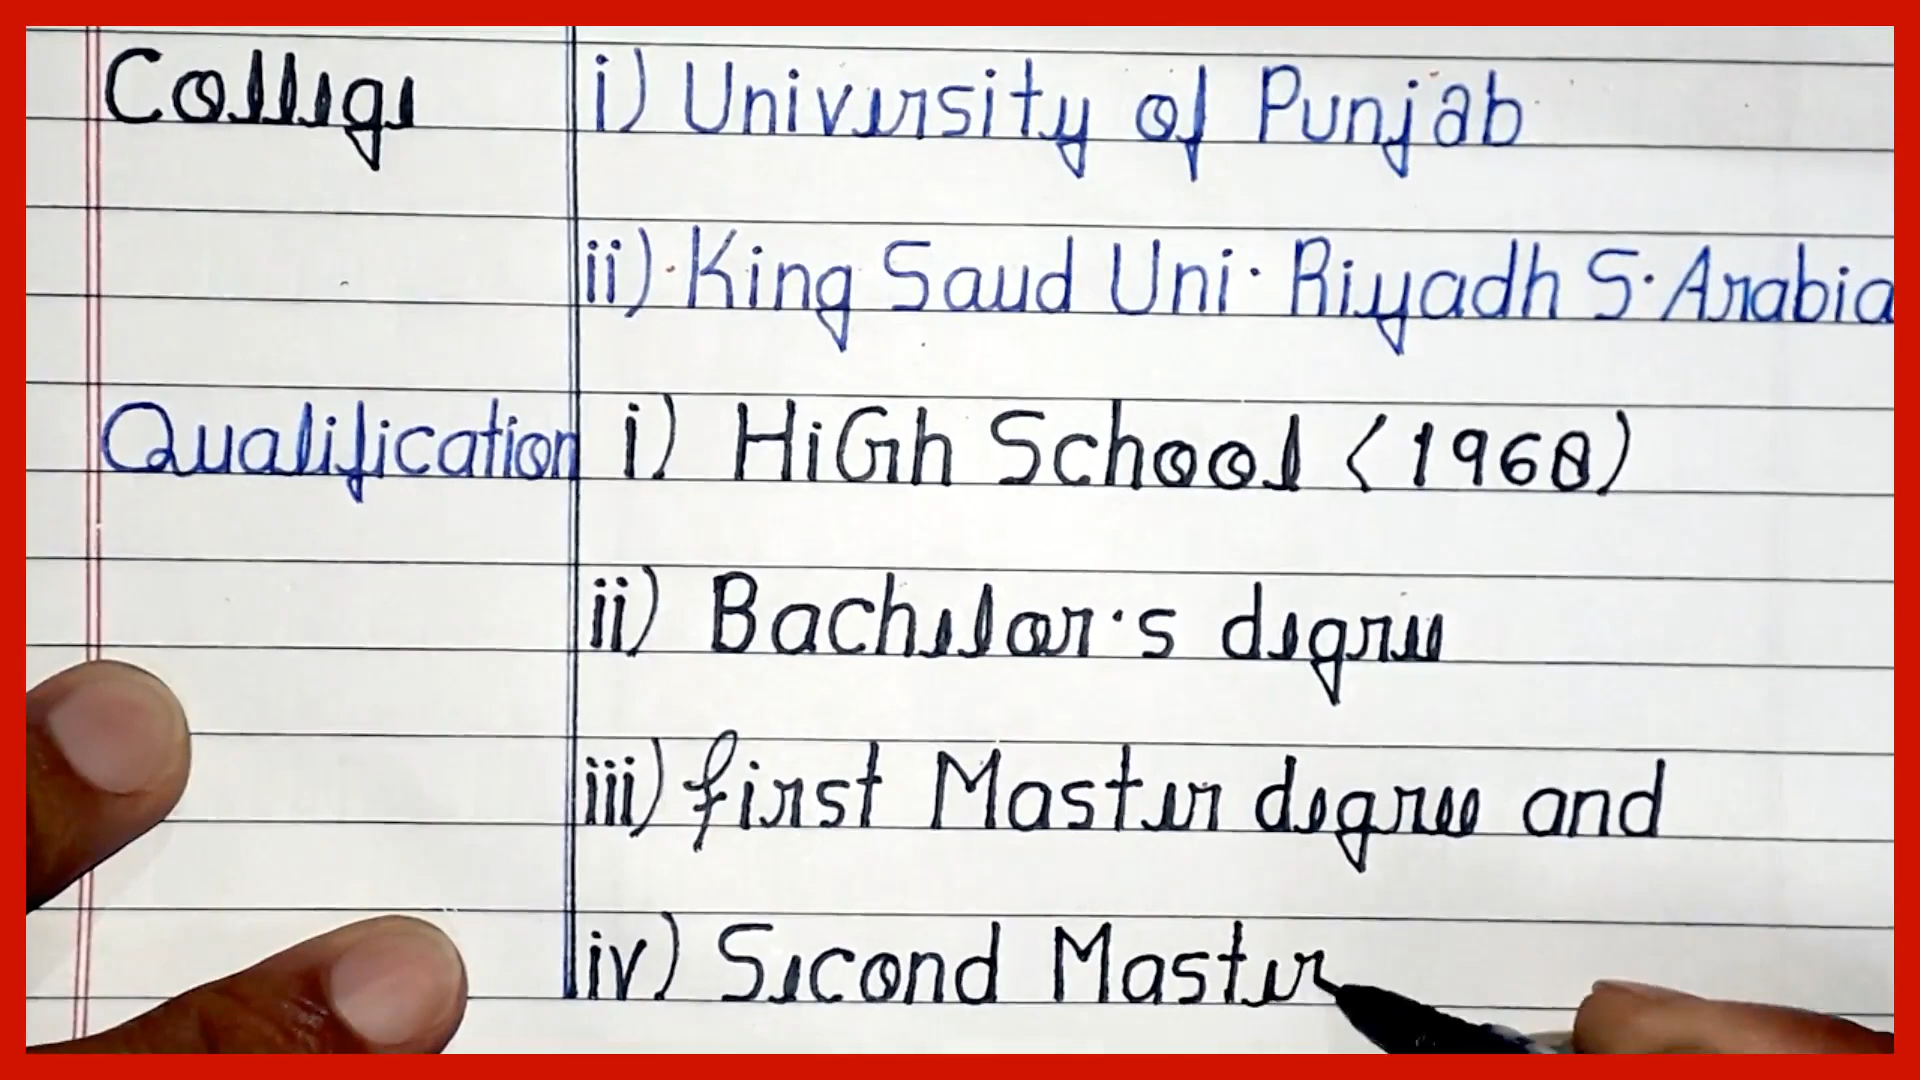 College i) University of Punjab
ii) King Saud Uni. Riyadh S. Arabia
Qualification i) HiGh School (1968)
ii) Bachelor's degree
iii) first Master degree and
iv) Second Master